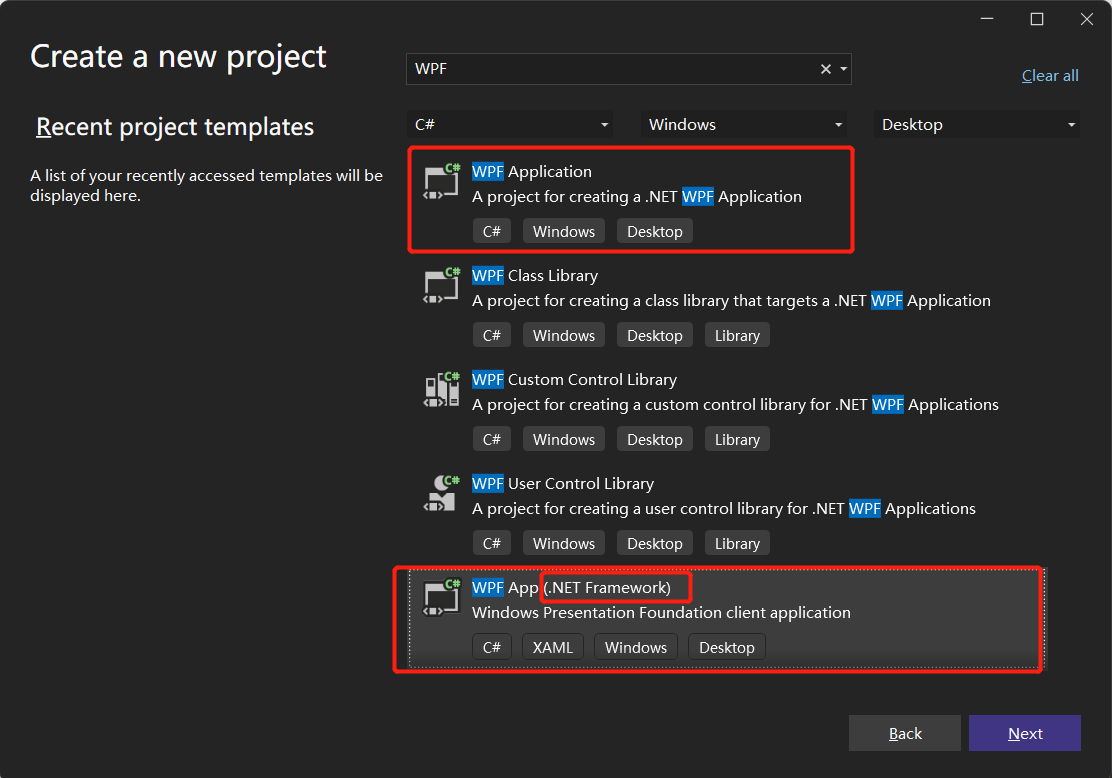 Create a new project
WPF
Clear all
Recent project templates
A list of your recently accessed templates will be
displayed here.
C#
Windows
Desktop
C#
WPF Application
A project for creating a .NET WPF Application
C#
Windows
Desktop
C#
WPF Class Library
A project for creating a class library that targets a .NET WPF Application
C#
Windows
Desktop
Library
C#
WPF Custom Control Library
A project for creating a custom control library for .NET WPF Applications
C#
Windows
Desktop
Library
C#
WPF User Control Library
A project for creating a user control library for .NET WPF Applications
C#
Windows
Desktop
Library
C#
WPF App (.NET Framework)
Windows Presentation Foundation client application
C#
XAML
Windows
Desktop
Back
Next